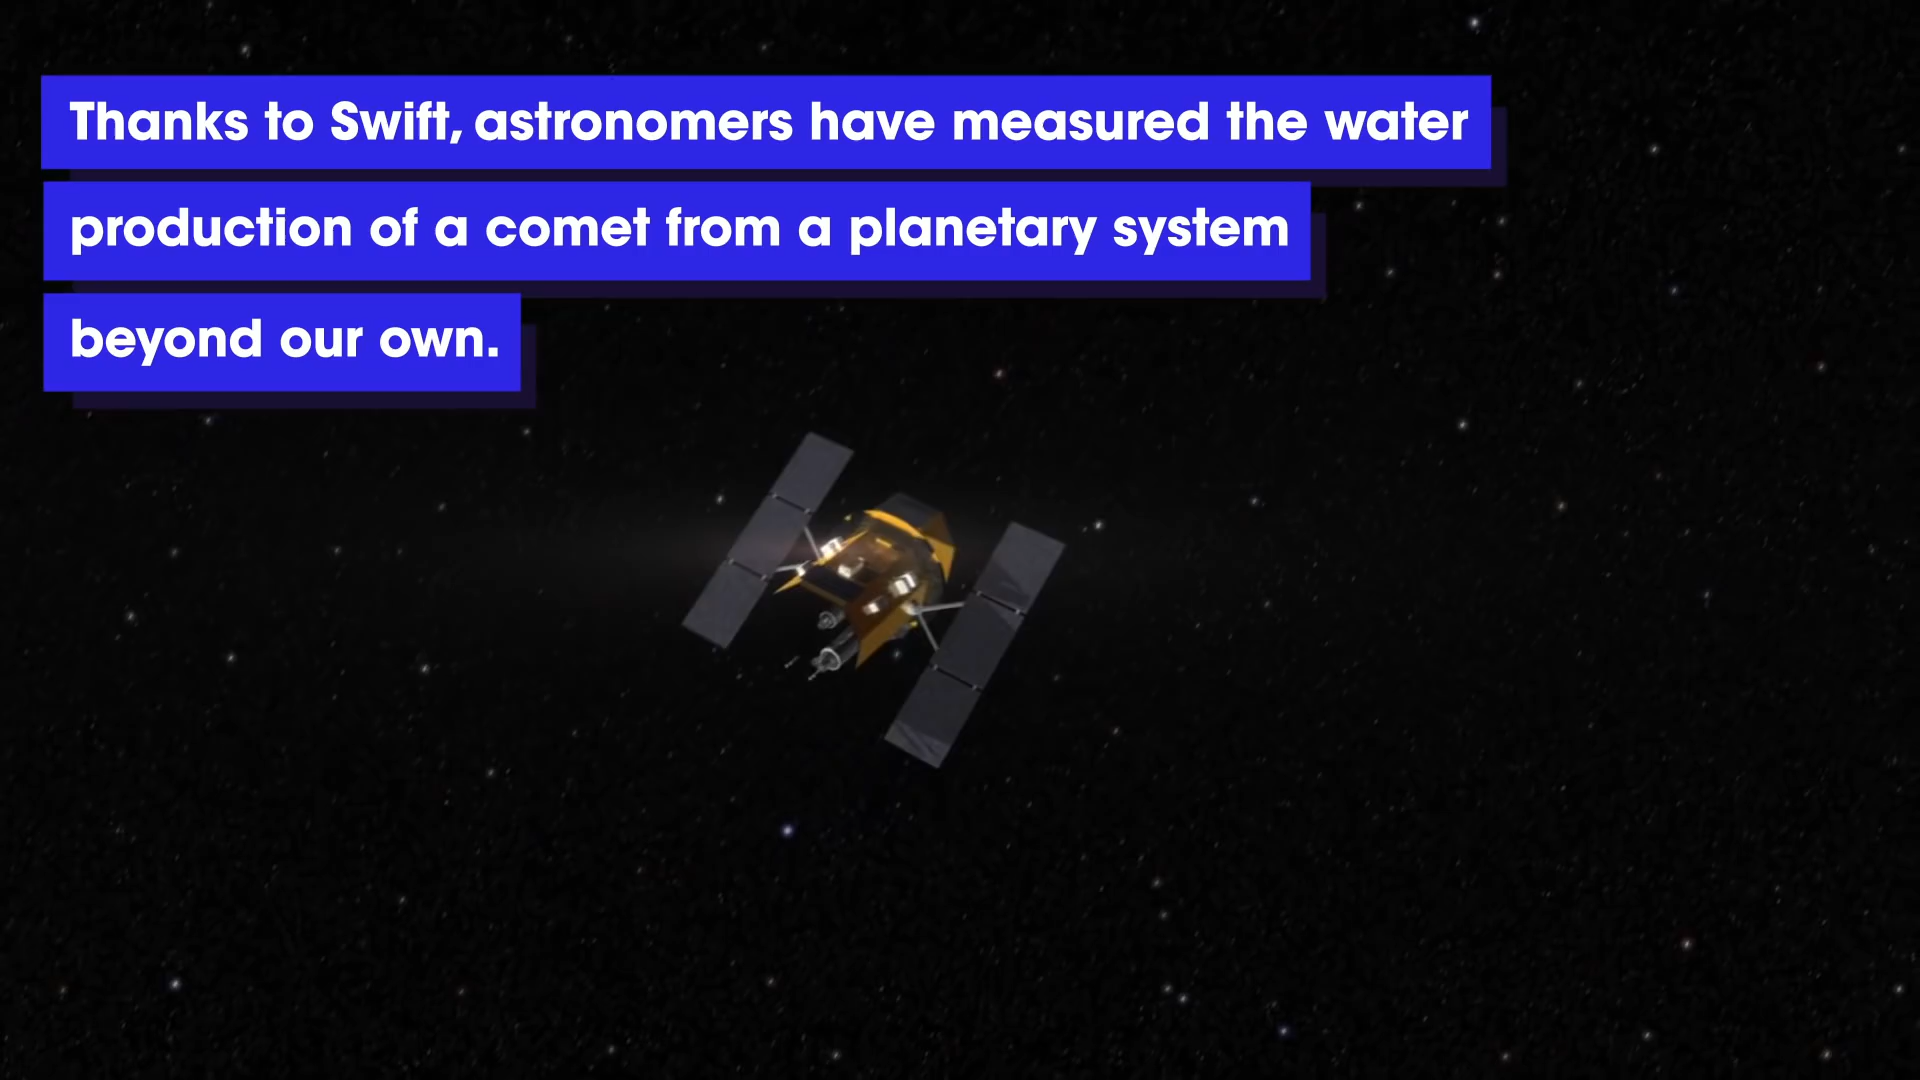 Thanks to Swift, astronomers have measured the water
production of a comet from a planetary system
beyond our own.